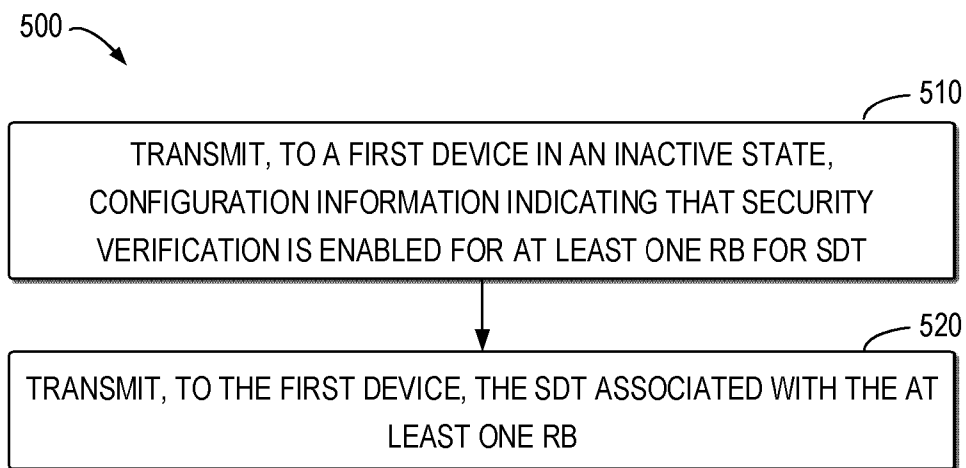 500
510
TRANSMIT, TO A FIRST DEVICE IN AN INACTIVE STATE,
CONFIGURATION INFORMATION INDICATING THAT SECURITY
VERIFICATION IS ENABLED FOR AT LEAST ONE RB FOR SDT
520
TRANSMIT, TO THE FIRST DEVICE, THE SDT ASSOCIATED WITH THE AT
LEAST ONE RB